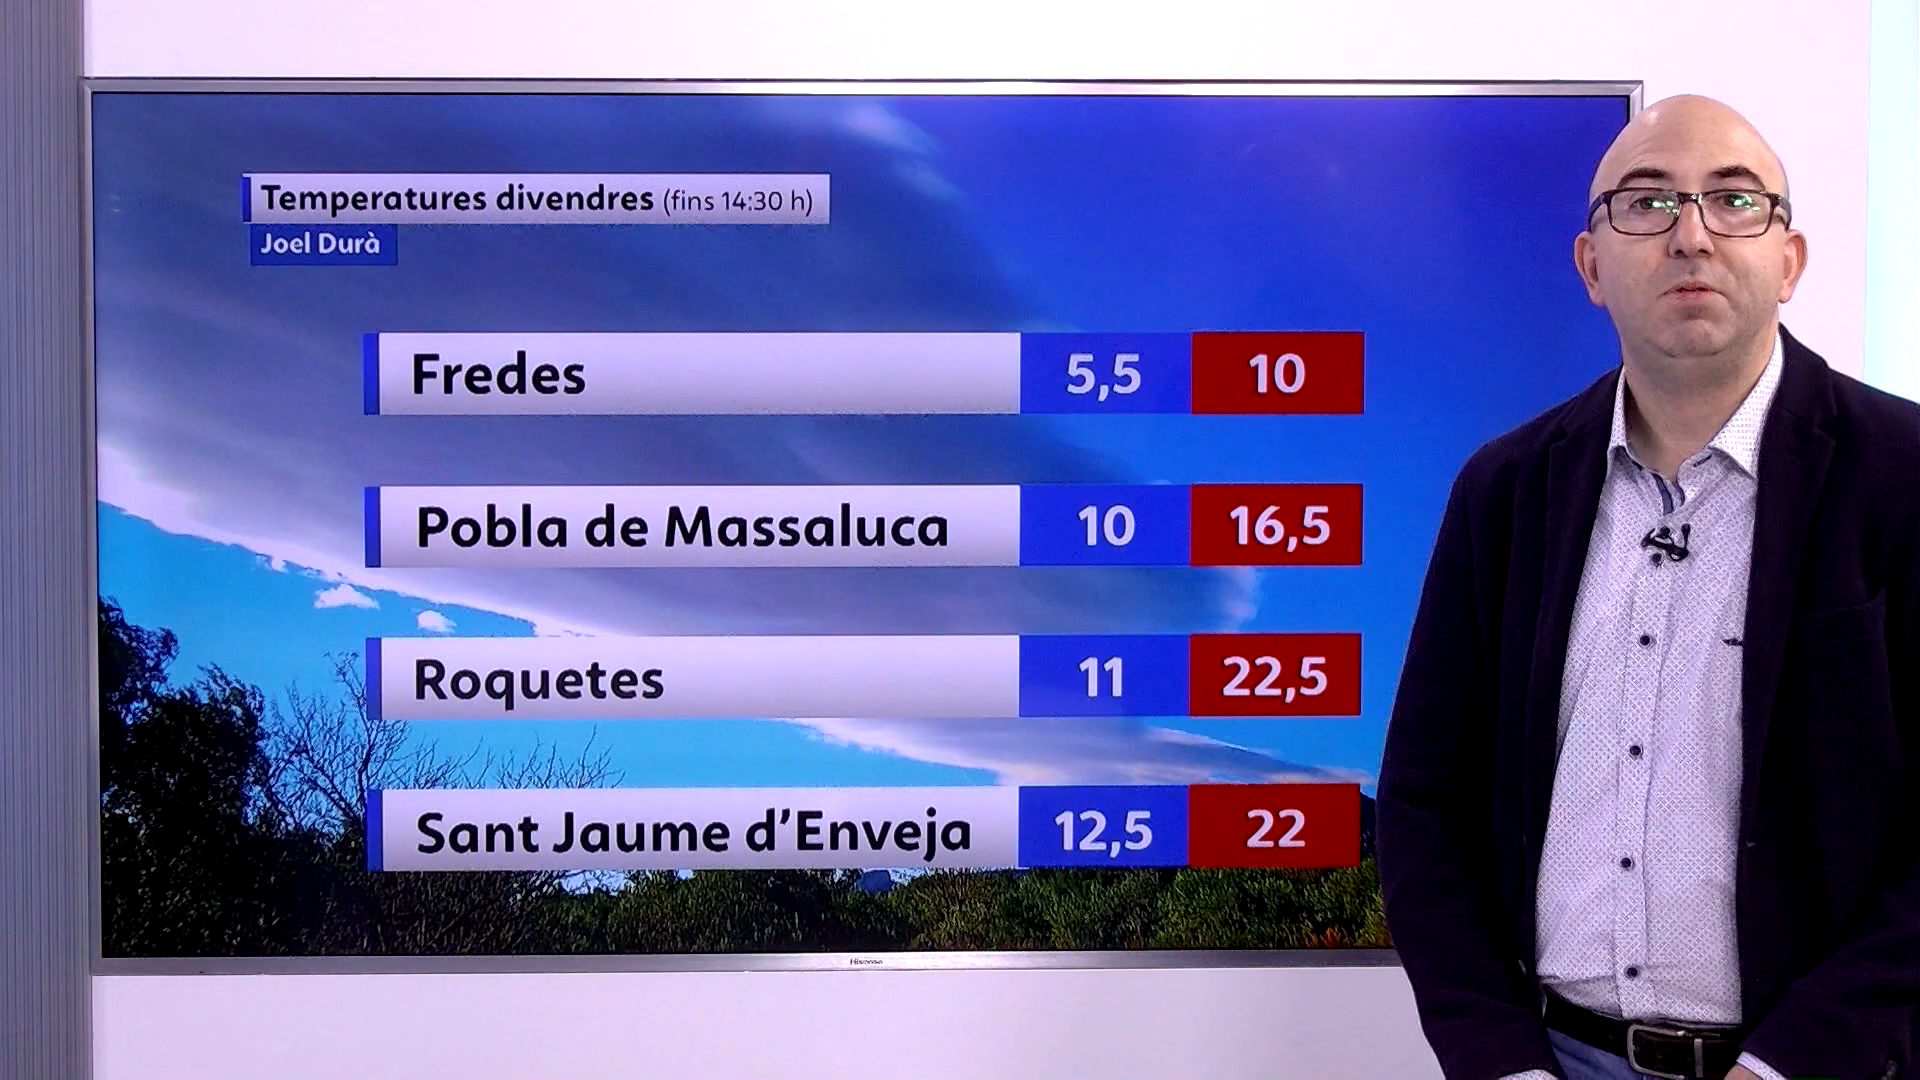 Temperatures divendres (fins 14:30 h)
Joel Durà
Fredes 5,5 10
Pobla de Massaluca 10 16,5
Roquetes 11 22,5
Sant Jaume d'Enveja 12,5 22
Hisense